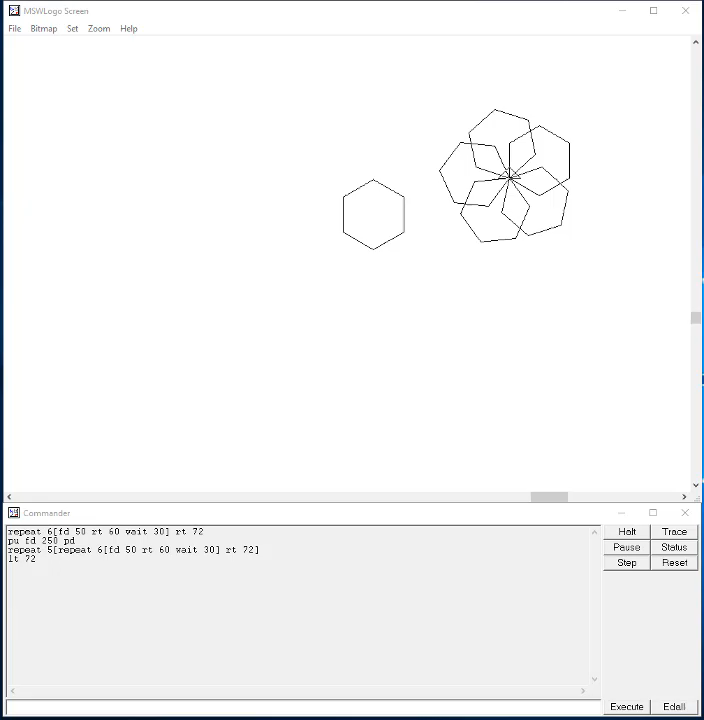 MSWLogo Screen
File Bitmap Set Zoom Help
Commander
repeat 6[fd 50 rt 60 wait 30] rt 72
pu fd 250 pd
repeat 5[repeat 6[fd 50 rt 60 wait 30] rt 72]
lt 72
Halt Trace
Pause Status
Step Reset
Execute Edall